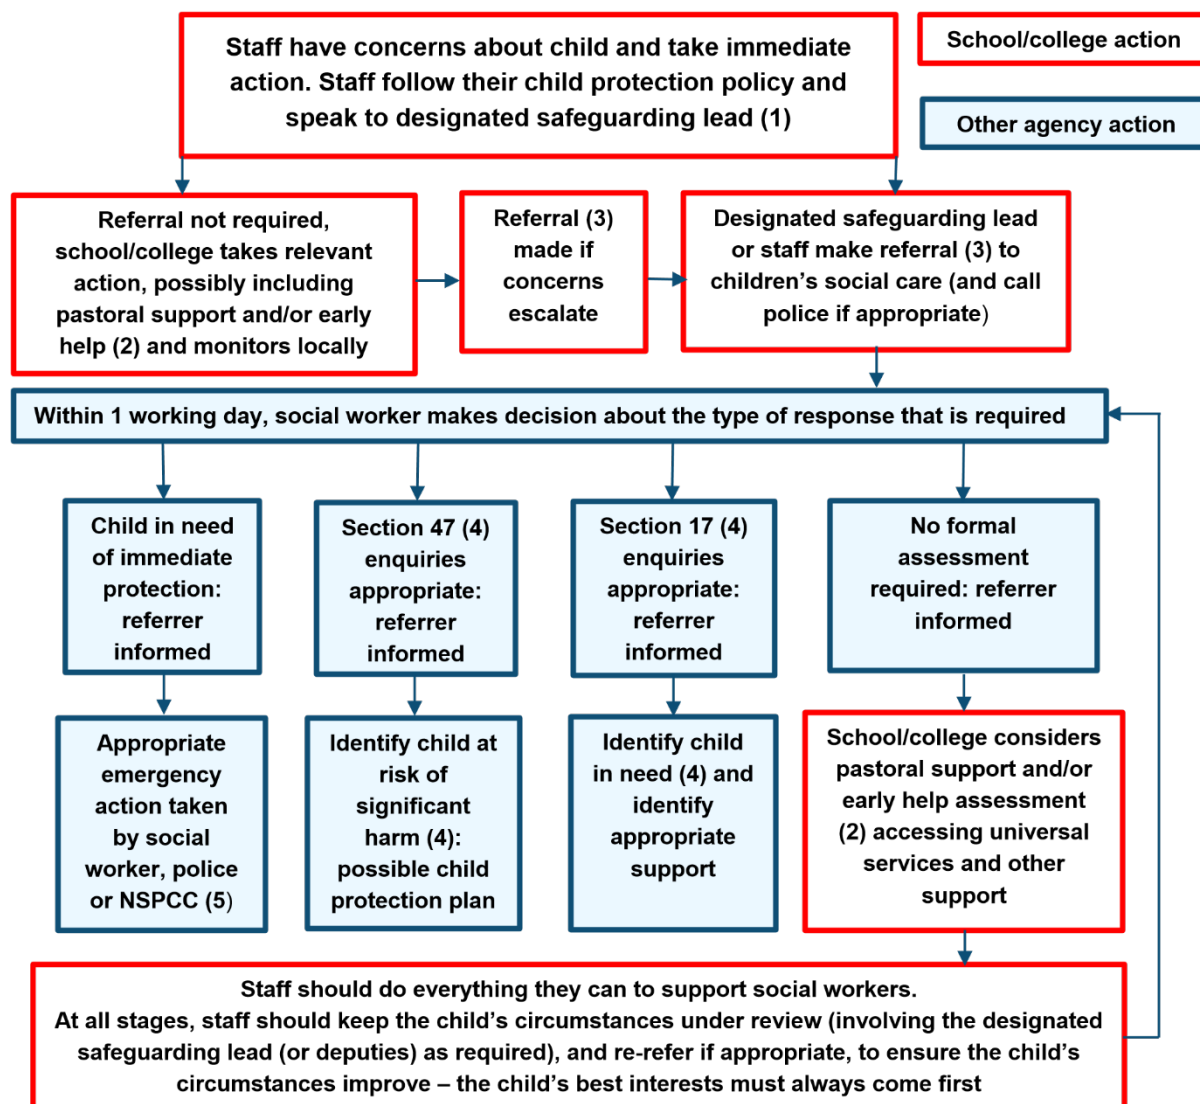 Staff have concerns about child and take immediate
action. Staff follow their child protection policy and
speak to designated safeguarding lead (1)
School/college action
Other agency action
Referral not required,
school/college takes relevant
action, possibly including
pastoral support and/or early
help (2) and monitors locally
Referral (3)
made if
concerns
escalate
Designated safeguarding lead
or staff make referral (3) to
children’s social care (and call
police if appropriate)
Within 1 working day, social worker makes decision about the type of response that is required
Child in need
of immediate
protection:
referrer
informed
Section 47 (4)
enquiries
appropriate:
referrer
informed
Section 17 (4)
enquiries
appropriate:
referrer
informed
No formal
assessment
required: referrer
informed
Appropriate
emergency
action taken
by social
worker, police
or NSPCC (5)
Identify child at
risk of
significant
harm (4):
possible child
protection plan
Identify child
in need (4) and
identify
appropriate
support
School/college considers
pastoral support and/or
early help assessment
(2) accessing universal
services and other
support
Staff should do everything they can to support social workers.
At all stages, staff should keep the child’s circumstances under review (involving the designated
safeguarding lead (or deputies) as required), and re-refer if appropriate, to ensure the child’s
circumstances improve – the child’s best interests must always come first